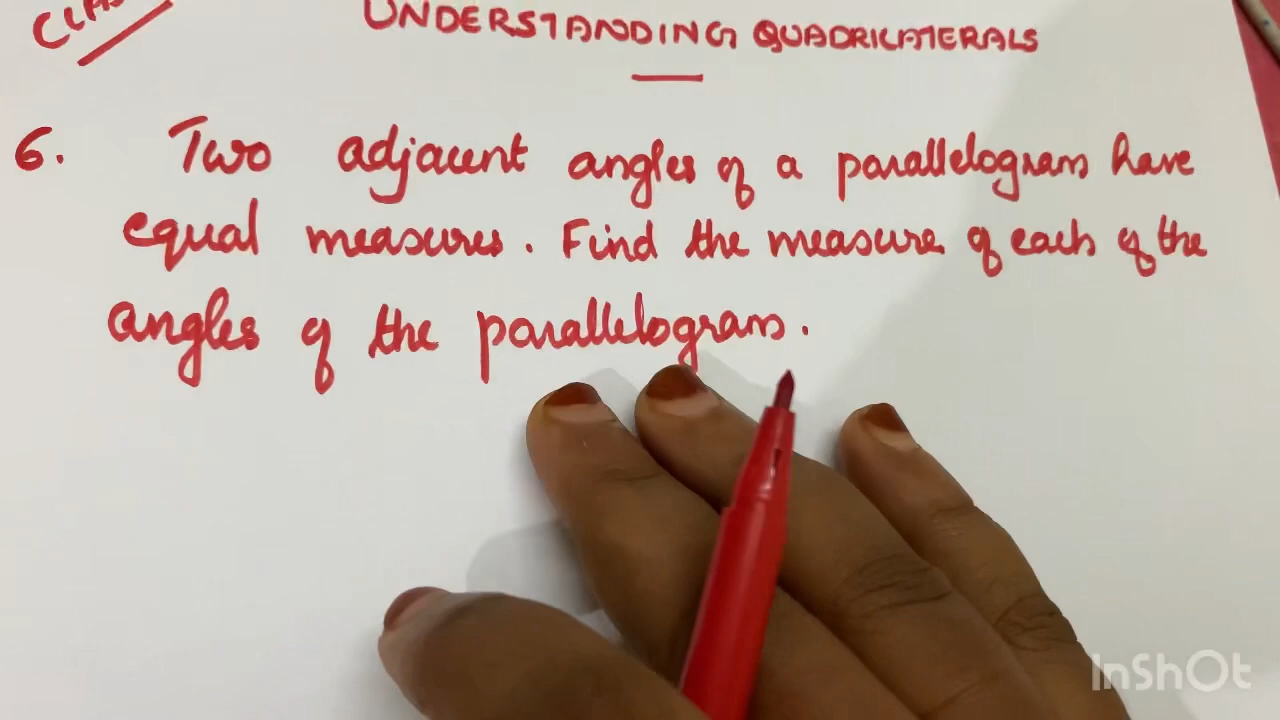 UNDERSTANDING QUADRILATERALS
6. Two adjacent angles of a parallelogram have
equal measures. Find the measure of each of the
angles of the parallelogram.
InShOt